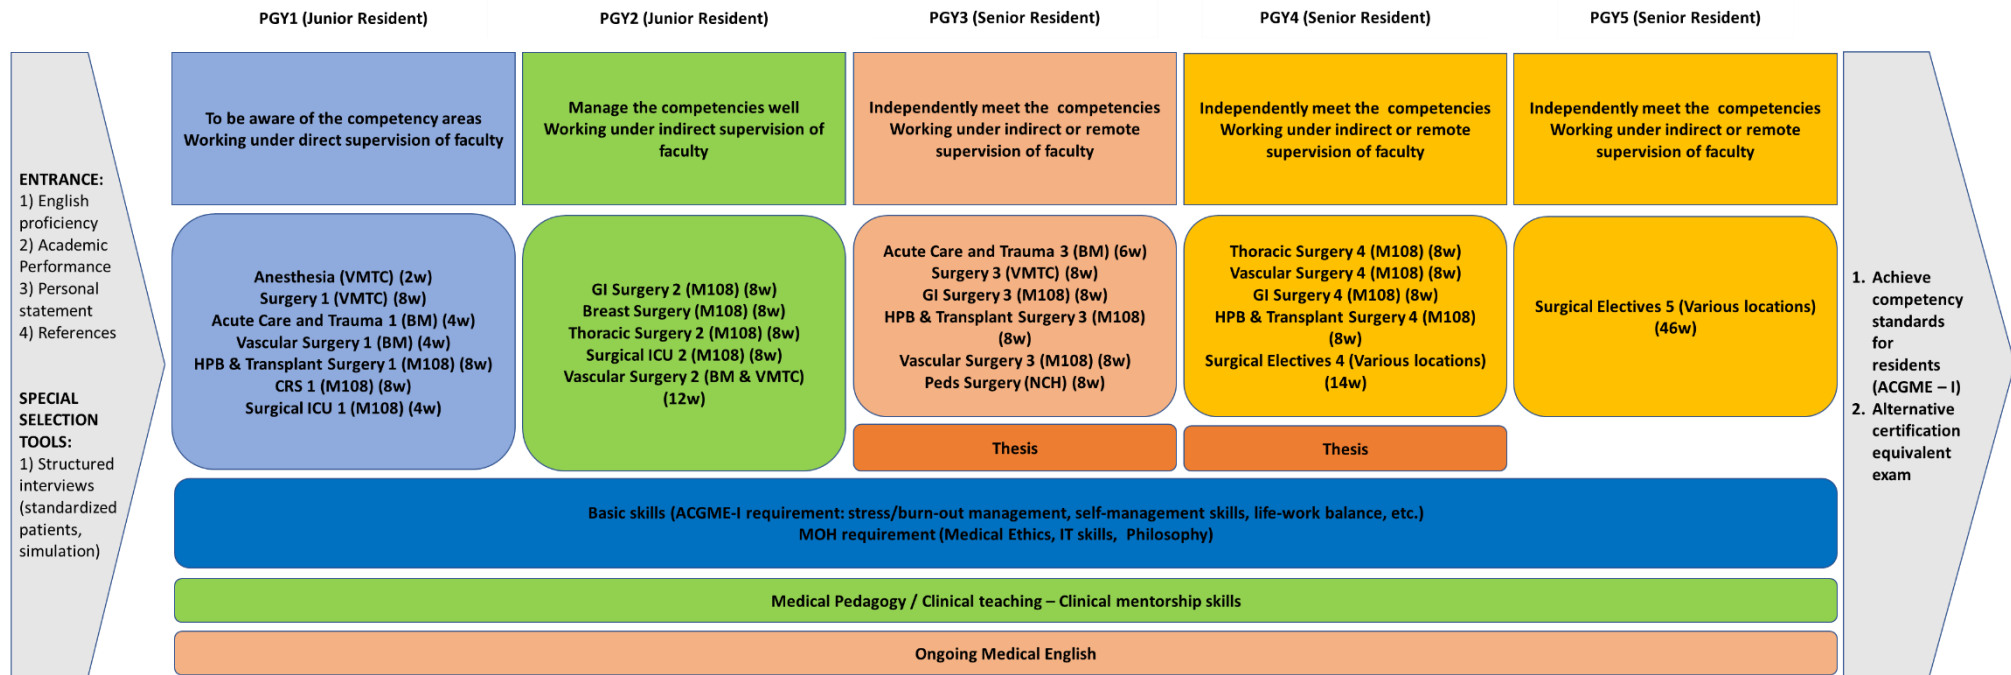 PGY1 (Junior Resident)
PGY2 (Junior Resident)
PGY3 (Senior Resident)
PGY4 (Senior Resident)
PGY5 (Senior Resident)
ENTRANCE:
1) English
proficiency
2) Academic
Performance
3) Personal
statement
4) References
SPECIAL
SELECTION
TOOLS:
1) Structured
interviews
(standardized
patients,
simulation)
To be aware of the competency areas
Working under direct supervision of faculty
Manage the competencies well
Working under indirect supervision of
faculty
Independently meet the  competencies
Working under indirect or remote
supervision of faculty
Independently meet the  competencies
Working under indirect or remote
supervision of faculty
Independently meet the  competencies
Working under indirect or remote
supervision of faculty
Anesthesia (VMTC) (2w)
Surgery 1 (VMTC) (8w)
Acute Care and Trauma 1 (BM) (4w)
Vascular Surgery 1 (BM) (4w)
HPB & Transplant Surgery 1 (M108) (8w)
CRS 1 (M108) (8w)
Surgical ICU 1 (M108) (4w)
GI Surgery 2 (M108) (8w)
Breast Surgery (M108) (8w)
Thoracic Surgery 2 (M108) (8w)
Surgical ICU 2 (M108) (8w)
Vascular Surgery 2 (BM & VMTC)
(12w)
Acute Care and Trauma 3 (BM) (6w)
Surgery 3 (VMTC) (8w)
GI Surgery 3 (M108) (8w)
HPB & Transplant Surgery 3 (M108)
(8w)
Vascular Surgery 3 (M108) (8w)
Peds Surgery (NCH) (8w)
Thoracic Surgery 4 (M108) (8w)
Vascular Surgery 4 (M108) (8w)
GI Surgery 4 (M108) (8w)
HPB & Transplant Surgery 4 (M108)
(8w)
Surgical Electives 4 (Various locations)
(14w)
Surgical Electives 5 (Various locations)
(46w)
Thesis
Thesis
Basic skills (ACGME-I requirement: stress/burn-out management, self-management skills, life-work balance, etc.)
MOH requirement (Medical Ethics, IT skills,  Philosophy)
Medical Pedagogy / Clinical teaching – Clinical mentorship skills
Ongoing Medical English
1. Achieve
competency
standards
for
residents
(ACGME – I)
2. Alternative
certification
equivalent
exam